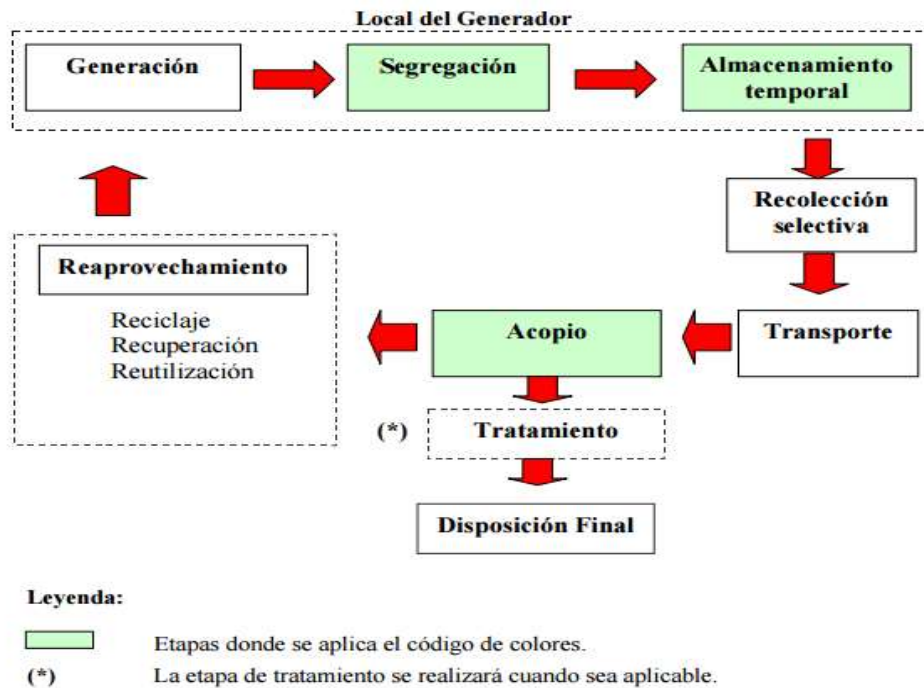 Local del Generador
Generación
Segregación
Almacenamiento
temporal
Recolección
selectiva
Reaprovechamiento
Reciclaje
Recuperación
Reutilización
Acopio
Transporte
(*)
Tratamiento
Disposición Final
Leyenda:
Etapas donde se aplica el código de colores.
(*) La etapa de tratamiento se realizará cuando sea aplicable.